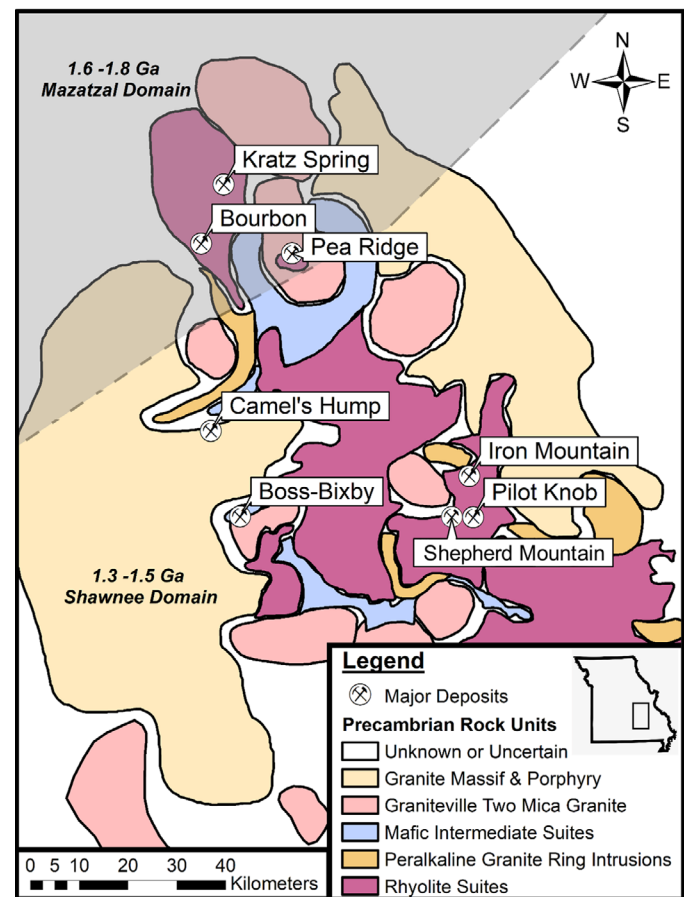 1.6 -1.8 Ga
Mazatzal Domain
N
W
E
S
Kratz Spring
Bourbon
Pea Ridge
Camel's Hump
Iron Mountain
Boss-Bixby
Pilot Knob
Shepherd Mountain
1.3 -1.5 Ga
Shawnee Domain
Legend
Major Deposits
Precambrian Rock Units
Unknown or Uncertain
Granite Massif & Porphyry
Graniteville Two Mica Granite
Mafic Intermediate Suites
Peralkaline Granite Ring Intrusions
Rhyolite Suites
0 5 10 20 30 40
Kilometers